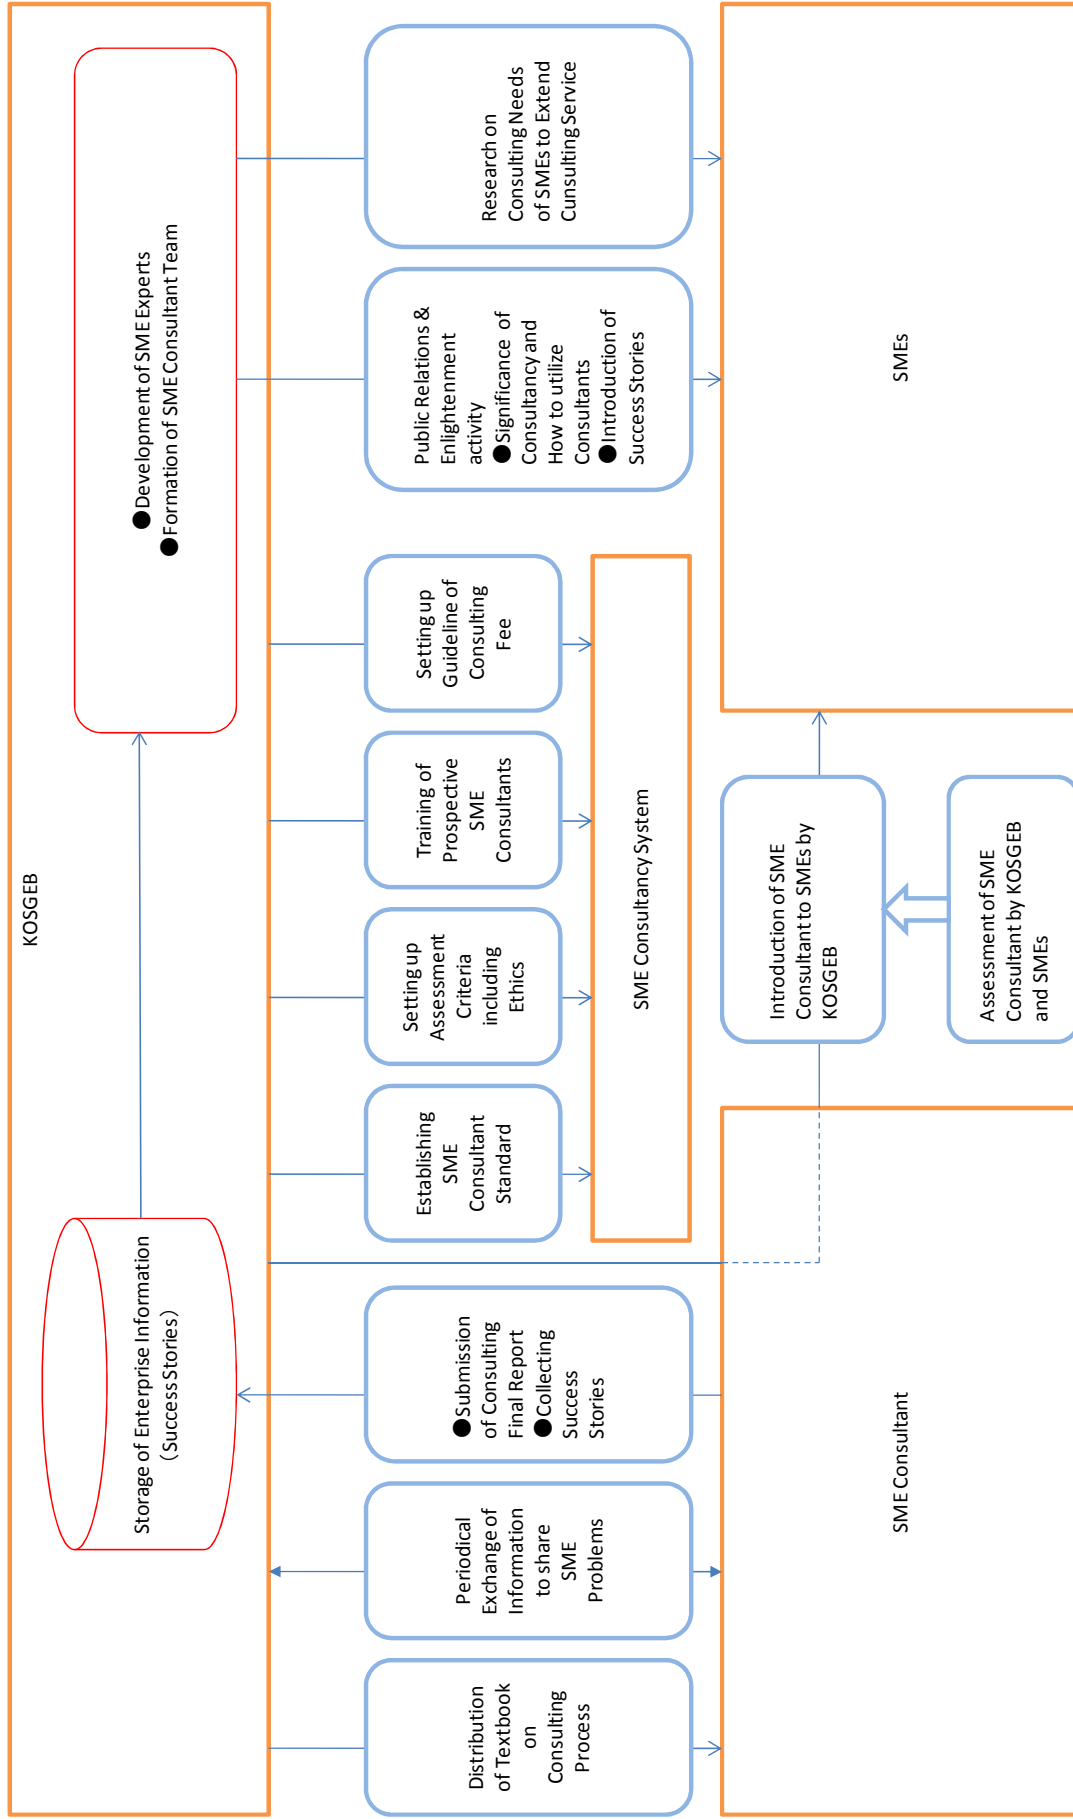 KOSGEB
Storage of Enterprise Information
（Success Stories）
●Development of SME Experts
●Formation of SME Consultant Team
Distribution
of Textbook
on
Consulting
Process
Periodical
Exchange of
Information
to share
SME
Problems
●Submission
of Consulting
Final Report
●Collecting
Success
Stories
Establishing
SME
Consultant
Standard
Setting up
Assessment
Criteria
including
Ethics
Training of
Prospective
SME
Consultants
Setting up
Guideline of
Consulting
Fee
Public Relations &
Enlightenment
activity
●Significance of
Consultancy and
How to utilize
Consultants
●Introduction of
Success Stories
Research on
Consulting Needs
of SMEs to Extend
Cunsulting Service
SME Consultancy System
SME Consultant
Introduction of SME
Consultant to SMEs by
KOSGEB
Assessment of SME
Consultant by KOSGEB
and SMEs
SMEs